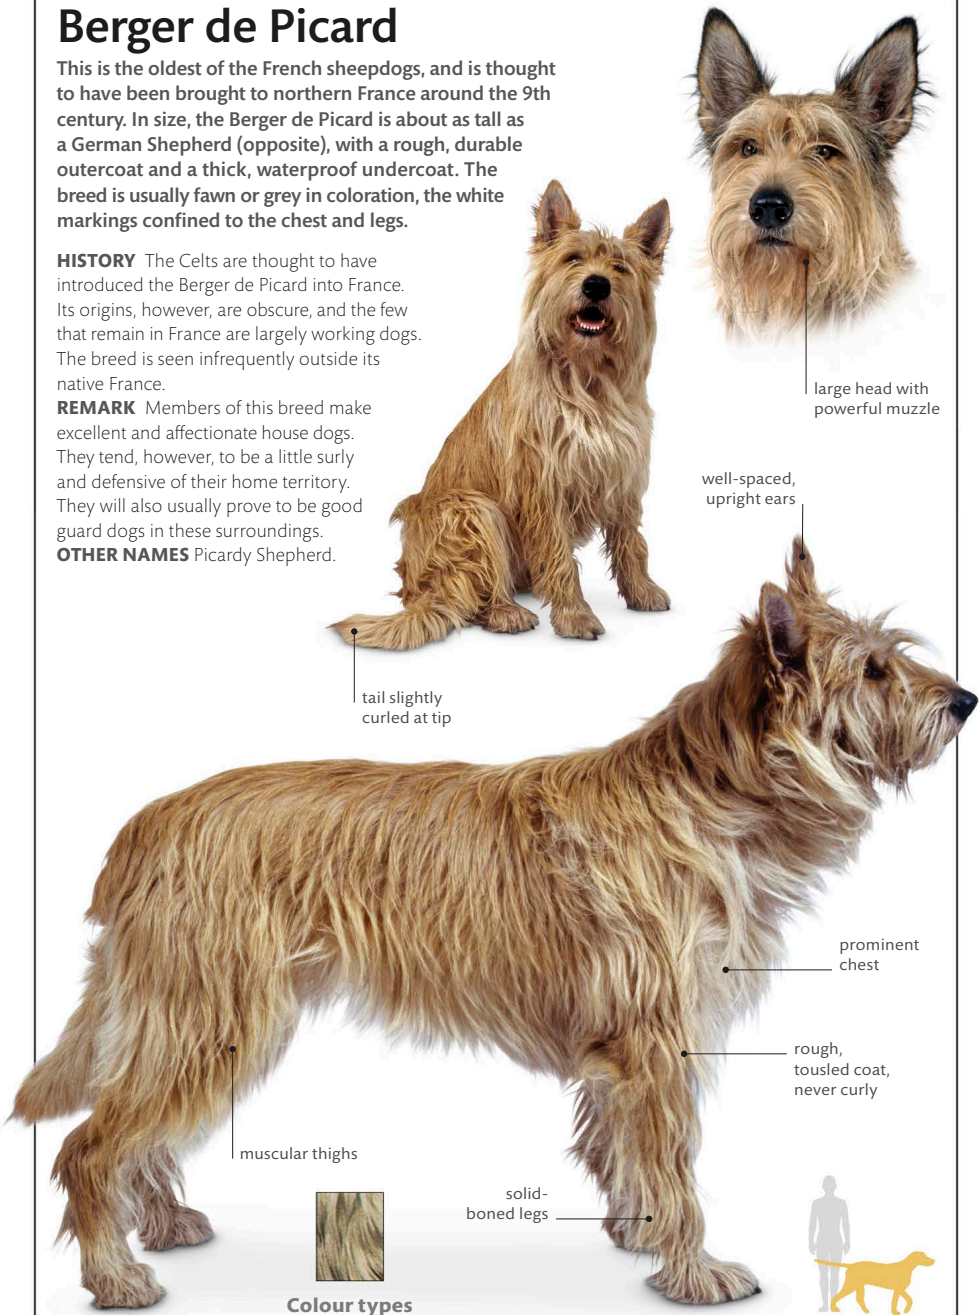 Berger de Picard
This is the oldest of the French sheepdogs, and is thought
to have been brought to northern France around the 9th
century. In size, the Berger de Picard is about as tall as
a German Shepherd (opposite), with a rough, durable
outercoat and a thick, waterproof undercoat. The
breed is usually fawn or grey in coloration, the white
markings confined to the chest and legs.
HISTORY The Celts are thought to have
introduced the Berger de Picard into France.
Its origins, however, are obscure, and the few
that remain in France are largely working dogs.
The breed is seen infrequently outside its
native France.
REMARK Members of this breed make
excellent and affectionate house dogs.
They tend, however, to be a little surly
and defensive of their home territory.
They will also usually prove to be good
guard dogs in these surroundings.
OTHER NAMES Picardy Shepherd.
large head with
powerful muzzle
well-spaced,
upright ears
tail slightly
curled at tip
prominent
chest
rough,
tousled coat,
never curly
muscular thighs
solid-
boned legs
Colour types